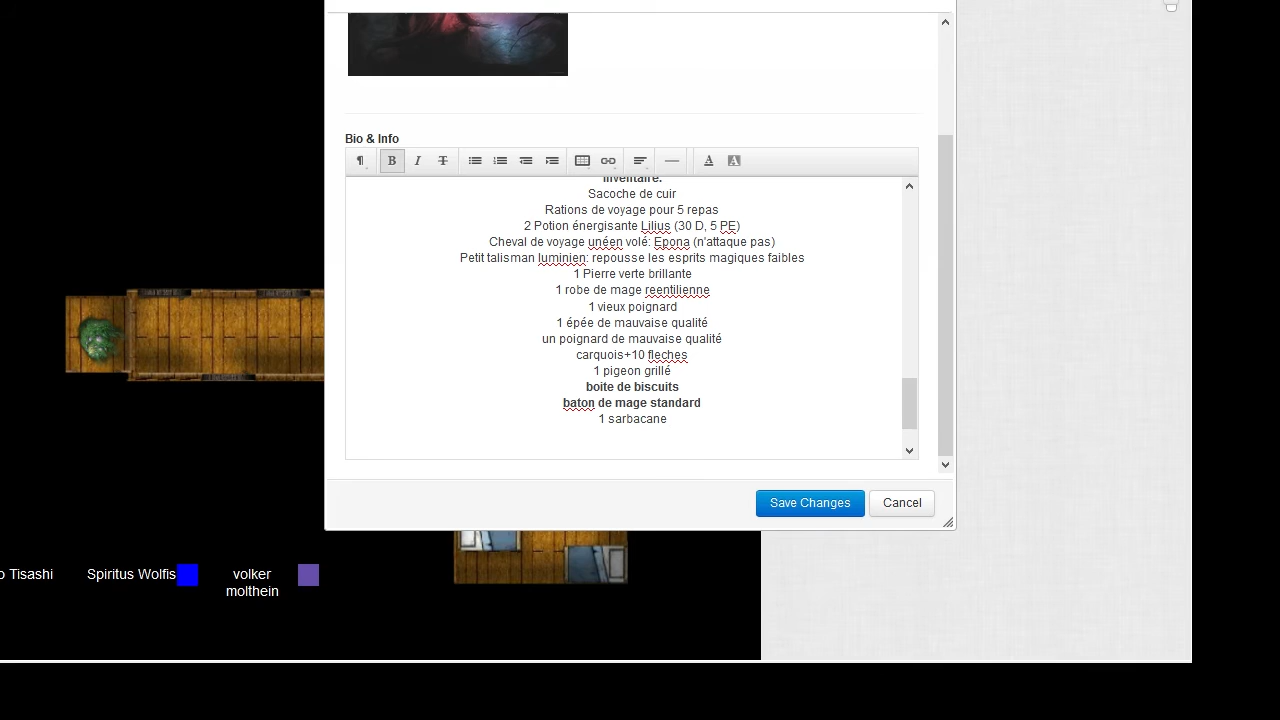 Bio & Info
B I T
A A
Inventaire:
Sacoche de cuir
Rations de voyage pour 5 repas
2 Potion énergisante Lilius (30 D, 5 PE)
Cheval de voyage unéen volé: Epona (n'attaque pas)
Petit talisman luminien: repousse les esprits magiques faibles
1 Pierre verte brillante
1 robe de mage reentilienne
1 vieux poignard
1 épée de mauvaise qualité
un poignard de mauvaise qualité
carquois+10 fleches
1 pigeon grillé
boite de biscuits
baton de mage standard
1 sarbacane
Save Changes Cancel
o Tisashi Spiritus Wolfis volker
molthein